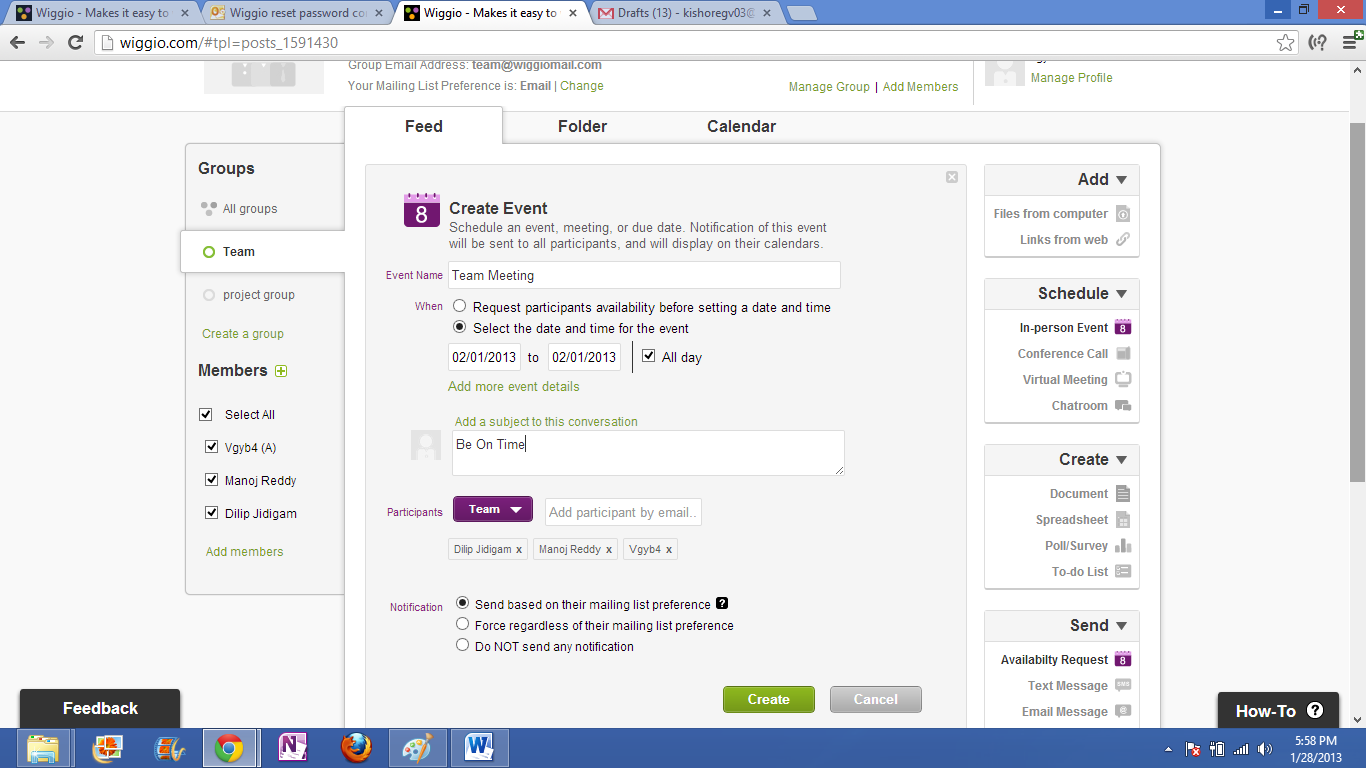 Wiggio - Makes it easy to
Wiggio reset password co
Wiggio - Makes it easy to
Drafts (13) - kishoregv03@
wiggio.com/#tpl=posts_1591430
Group Email Address: team@wiggiomail.com
Your Mailing List Preference is: Email | Change
Manage Group | Add Members
Manage Profile
Feed
Folder
Calendar
Groups
All groups
Team
project group
Create a group
Members
Select All
Vgyb4 (A)
Manoj Reddy
Dilip Jidigam
Add members
8
Create Event
Schedule an event, meeting, or due date. Notification of this event
will be sent to all participants, and will display on their calendars.
Event Name Team Meeting
When Request participants availability before setting a date and time
Select the date and time for the event
02/01/2013 to 02/01/2013 All day
Add more event details
Add a subject to this conversation
Be On Time
Participants Team Add participant by email..
Dilip Jidigam x Manoj Reddy x Vgyb4 x
Notification Send based on their mailing list preference ?
Force regardless of their mailing list preference
Do NOT send any notification
Create Cancel
Add
Files from computer
Links from web
Schedule
In-person Event 8
Conference Call
Virtual Meeting
Chatroom
Create
Document
Spreadsheet
Poll/Survey
To-do List
Send
Availabilty Request 8
Text Message SMS
Email Message @
Feedback
How-To ?
5:58 PM
1/28/2013